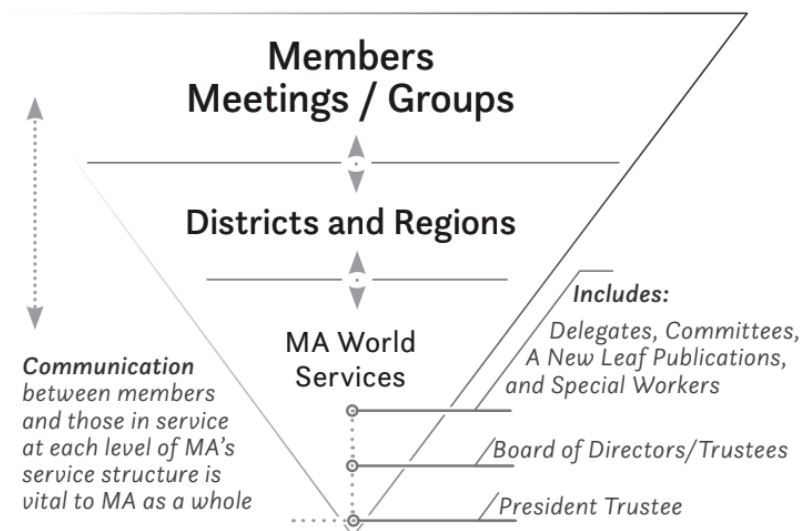 Members
Meetings / Groups
Districts and Regions
MA World
Services
Includes:
Delegates, Committees,
A New Leaf Publications,
and Special Workers
Communication
between members
and those in service
at each level of MA’s
service structure is
vital to MA as a whole
Board of Directors/Trustees
President Trustee